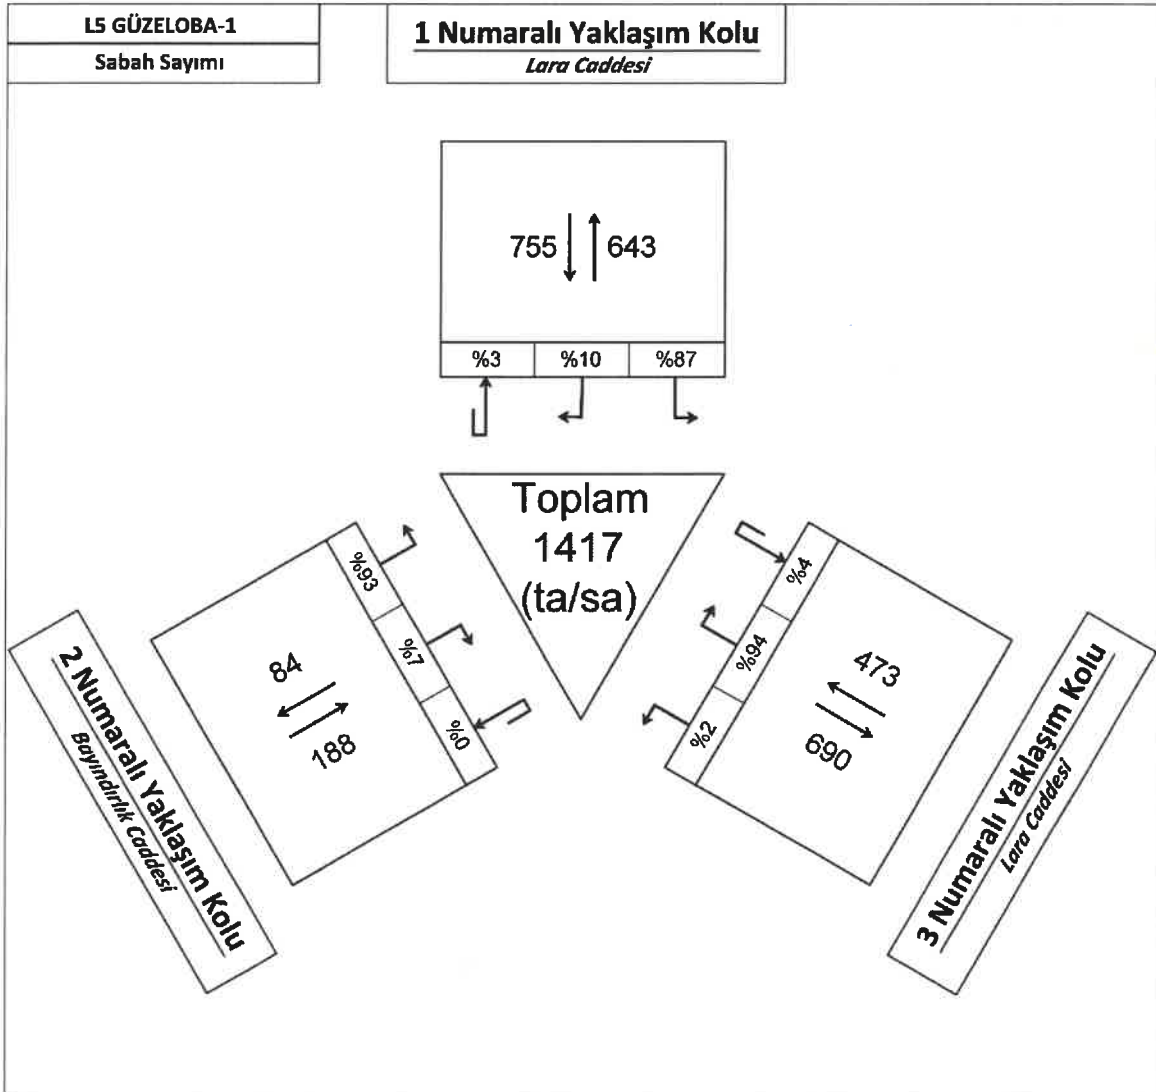 L5 GÜZELOBA-1
Sabah Sayımı
1 Numaralı Yaklaşım Kolu
Lara Caddesi
755 643
%3 %10 %87
Toplam
1417
(ta/sa)
%93
%7
%0
84
188
2 Numaralı Yaklaşım Kolu
Bayındırlık Caddesi
%4
%94
%2
473
690
3 Numaralı Yaklaşım Kolu
Lara Caddesi